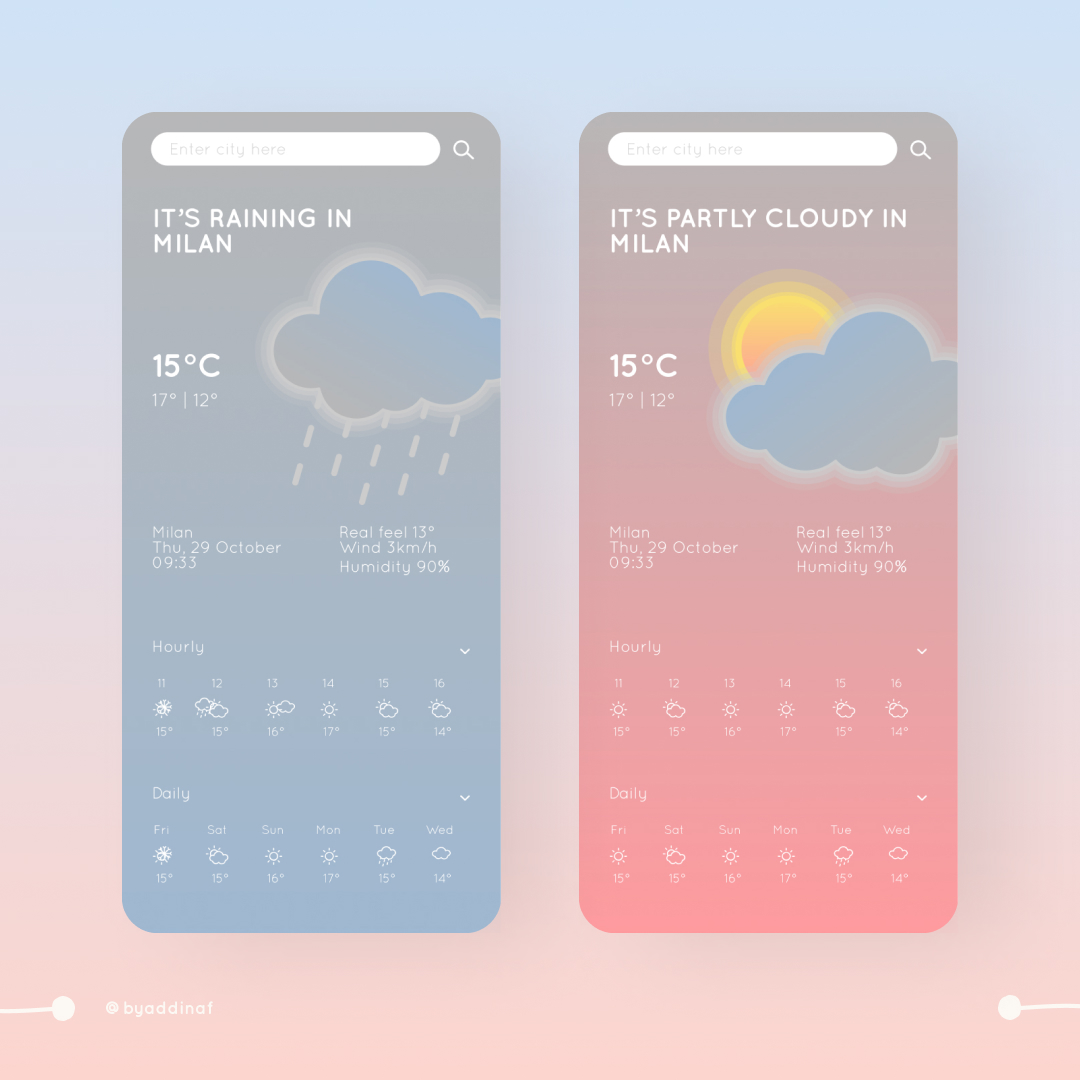 Enter city here
IT'S RAINING IN
MILAN
15°C
17° | 12°
Milan
Thu, 29 October
09:33
Real feel 13°
Wind 3km/h
Humidity 90%
Hourly
11 12 13 14 15 16
15° 15° 16° 17° 15° 14°
Daily
Fri Sat Sun Mon Tue Wed
15° 15° 16° 17° 15° 14°
Enter city here
IT'S PARTLY CLOUDY IN
MILAN
15°C
17° | 12°
Milan
Thu, 29 October
09:33
Real feel 13°
Wind 3km/h
Humidity 90%
Hourly
11 12 13 14 15 16
15° 15° 16° 17° 15° 14°
Daily
Fri Sat Sun Mon Tue Wed
15° 15° 16° 17° 15° 14°
@byaddinaf